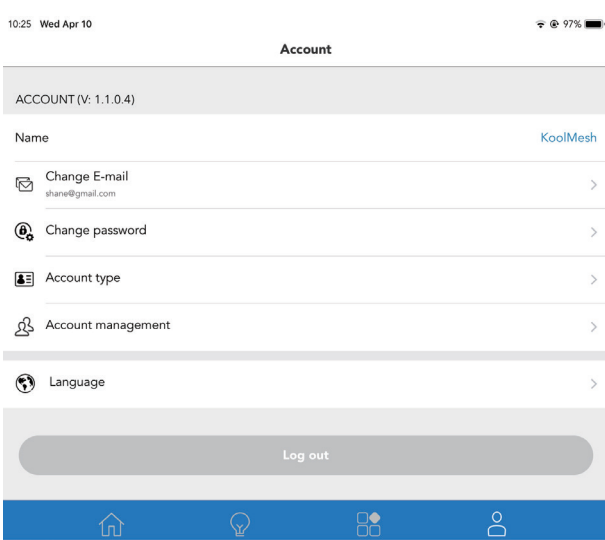 10:25 Wed Apr 10
97%
Account
ACCOUNT (V: 1.1.0.4)
Name KoolMesh
Change E-mail
shane@gmail.com
Change password
Account type
Account management
Language
Log out